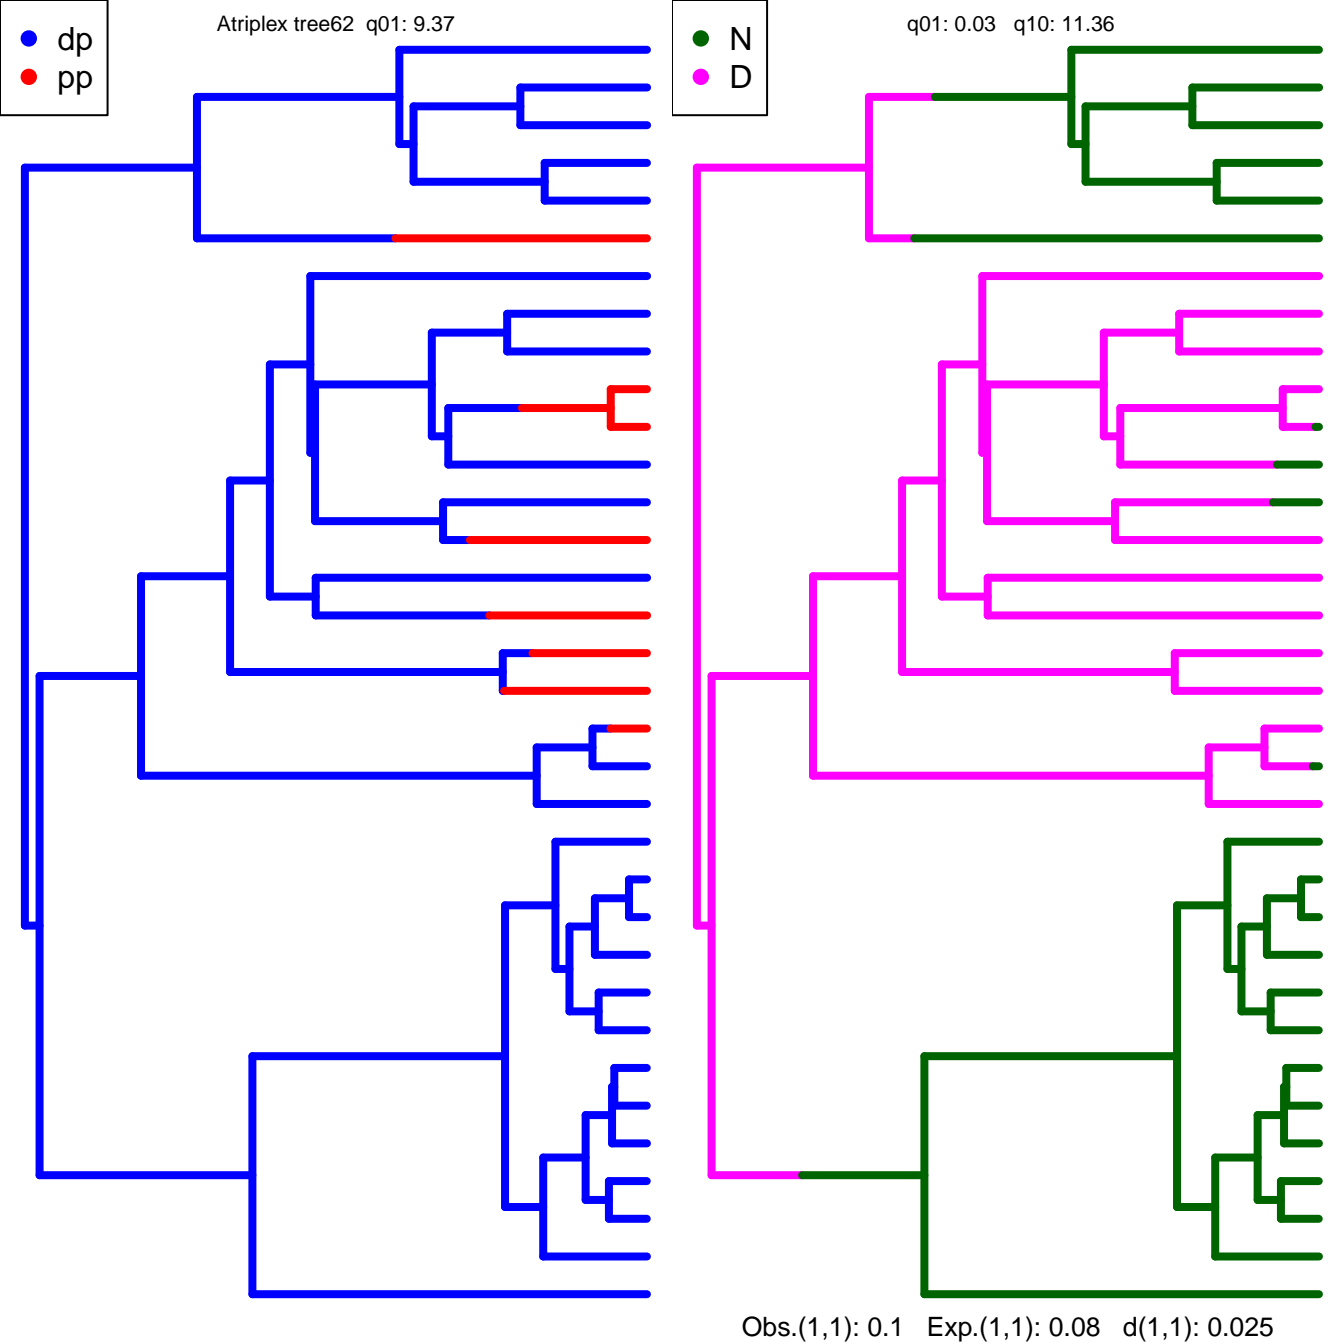 Atriplex tree62  q01: 9.37
dp
pp
q01: 0.03   q10: 11.36
N
D
Obs.(1,1): 0.1   Exp.(1,1): 0.08   d(1,1): 0.025